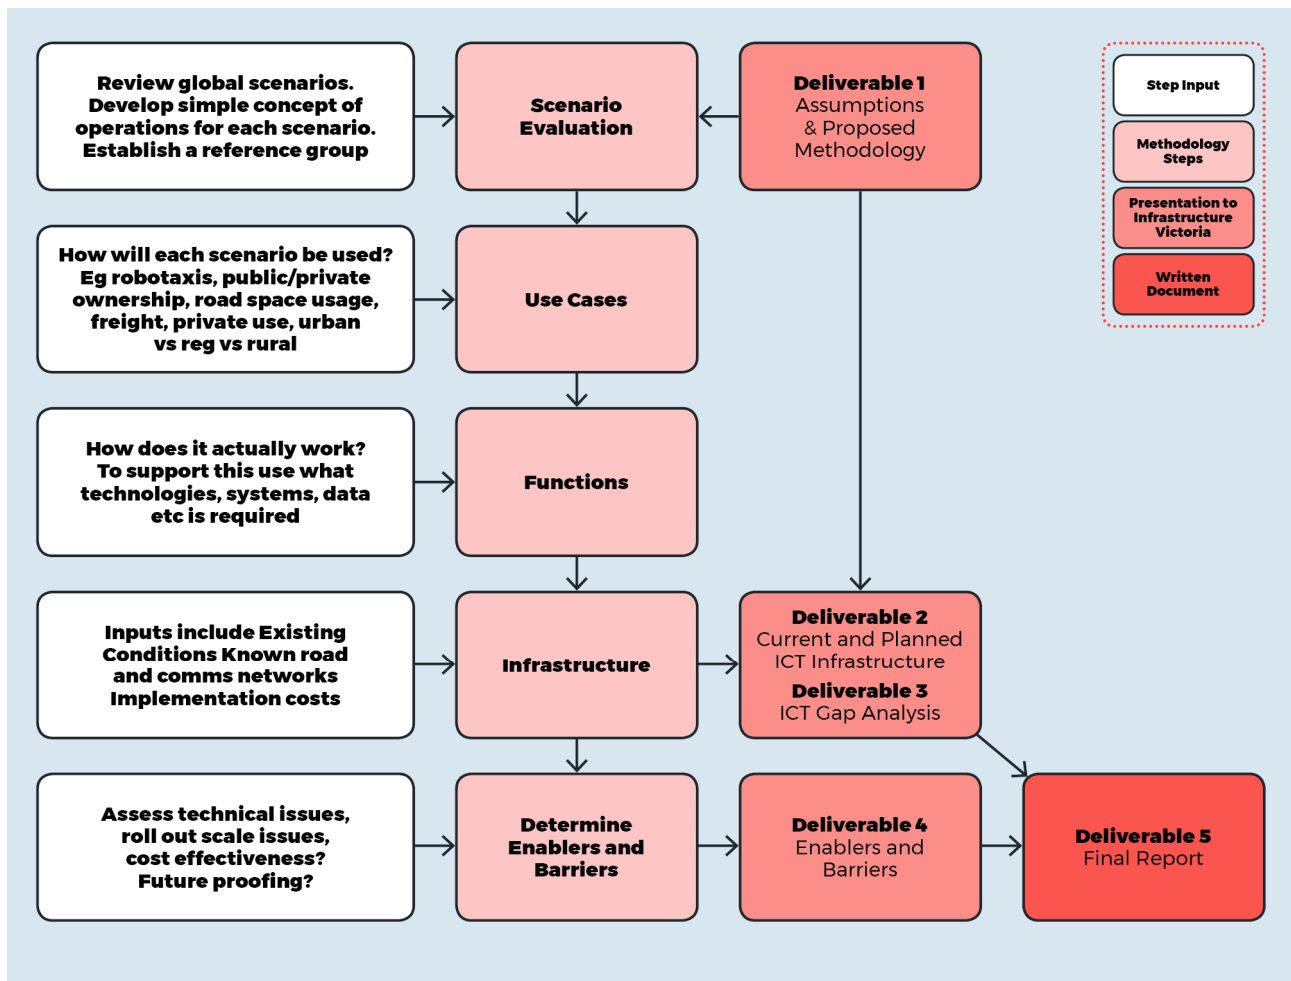 Review global scenarios.
Develop simple concept of
operations for each scenario.
Establish a reference group
Scenario
Evaluation
Deliverable 1
Assumptions
& Proposed
Methodology
Step Input
Methodology
Steps
Presentation to
Infrastructure
Victoria
Written
Document
How will each scenario be used?
Eg robotaxis, public/private
ownership, road space usage,
freight, private use, urban
vs reg vs rural
Use Cases
How does it actually work?
To support this use what
technologies, systems, data
etc is required
Functions
Inputs include Existing
Conditions Known road
and comms networks
Implementation costs
Infrastructure
Deliverable 2
Current and Planned
ICT Infrastructure
Deliverable 3
ICT Gap Analysis
Assess technical issues,
roll out scale issues,
cost effectiveness?
Future proofing?
Determine
Enablers and
Barriers
Deliverable 4
Enablers and
Barriers
Deliverable 5
Final Report